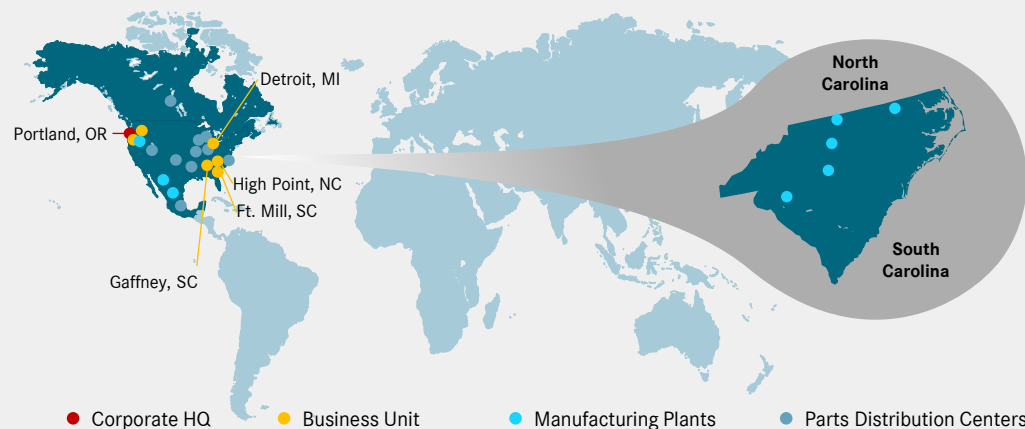 Detroit, MI
Portland, OR
High Point, NC
Ft. Mill, SC
Gaffney, SC
North
Carolina
South
Carolina
Corporate HQ
Business Unit
Manufacturing Plants
Parts Distribution Centers